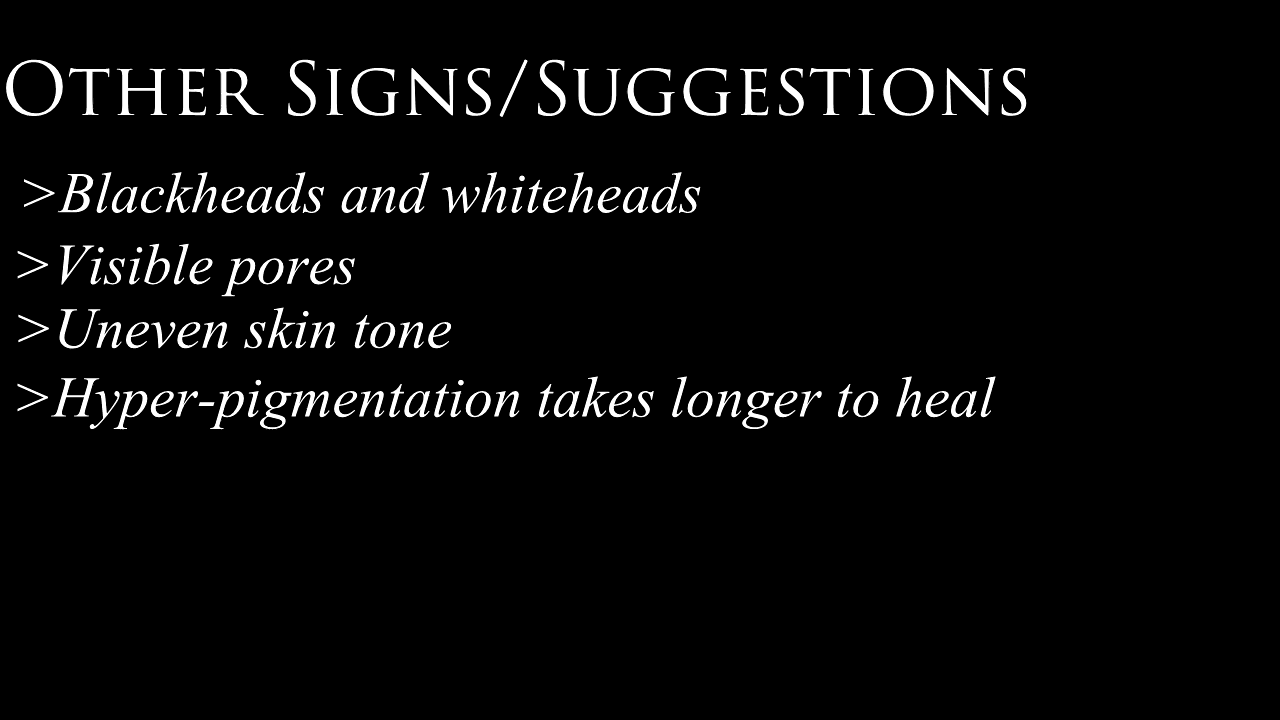 Other Signs/Suggestions
>Blackheads and whiteheads
>Visible pores
>Uneven skin tone
>Hyper-pigmentation takes longer to heal